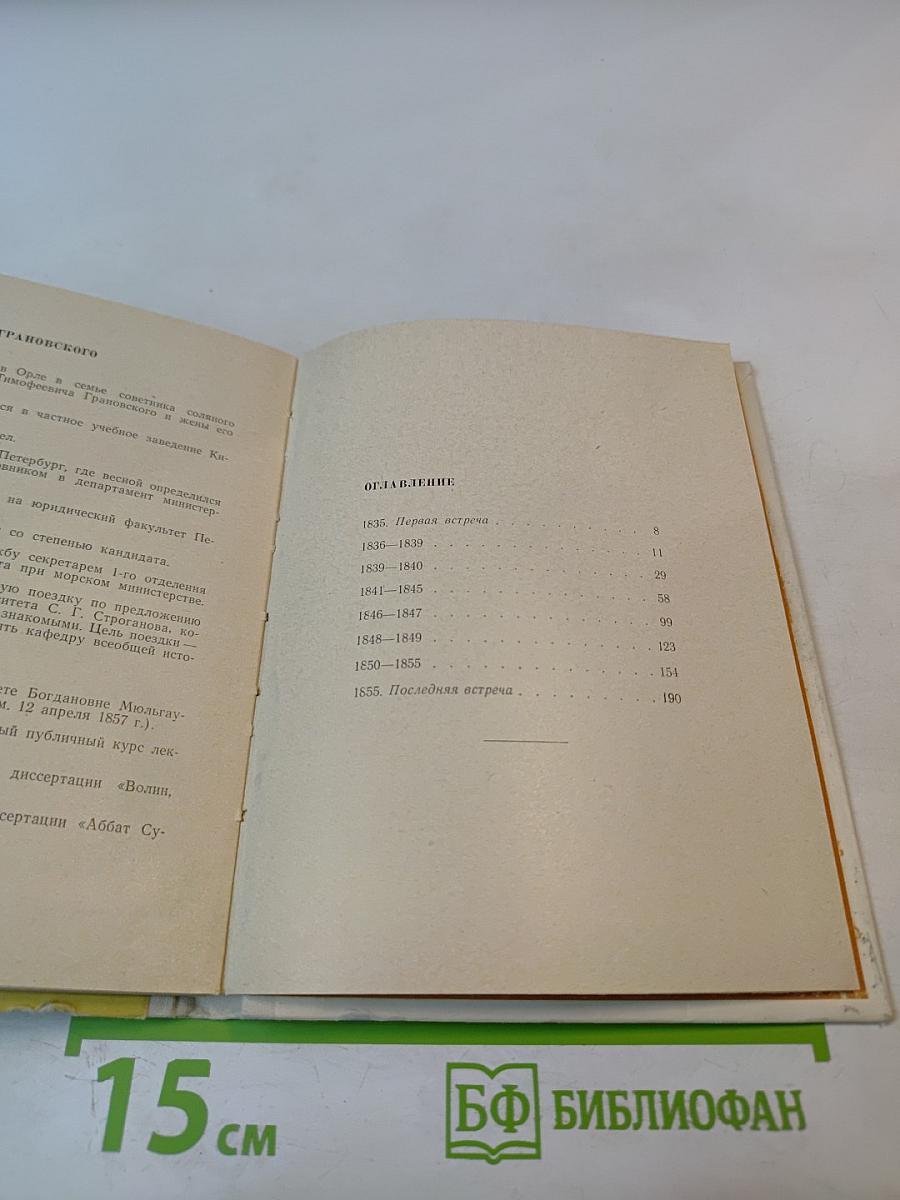 ГРАНОВСКОГО
в Орле в семье советника соляного
Тимофеевича Грановского и жены его
ся в частное учебное заведение Ки-
ел.
Петербург, где весной определился
овником в департамент министер-
на юридический факультет Пе-
со степенью кандидата.
жбу секретарем 1-го отделения
та при морском министерстве.
ую поездку по предложению
итета С. Г. Строганова, ко-
знакомыми. Цель поездки —
ять кафедру всеобщей исто-
ете Богдановне Мюльгау-
м. 12 апреля 1857 г.).
ый публичный курс лек-
диссертации «Волин,
сертации «Аббат Су-
ОГЛАВЛЕНИЕ
1835. Первая встреча . . . . . . . . . . 8
1836—1839 . . . . . . . . . . . . . 11
1839—1840 . . . . . . . . . . . . . 29
1841—1845 . . . . . . . . . . . . . 58
1846—1847 . . . . . . . . . . . . . 99
1848—1849 . . . . . . . . . . . . . 123
1850—1855 . . . . . . . . . . . . . 154
1855. Последняя встреча . . . . . . . . . 190
15 см
БФ БИБЛИОФАН